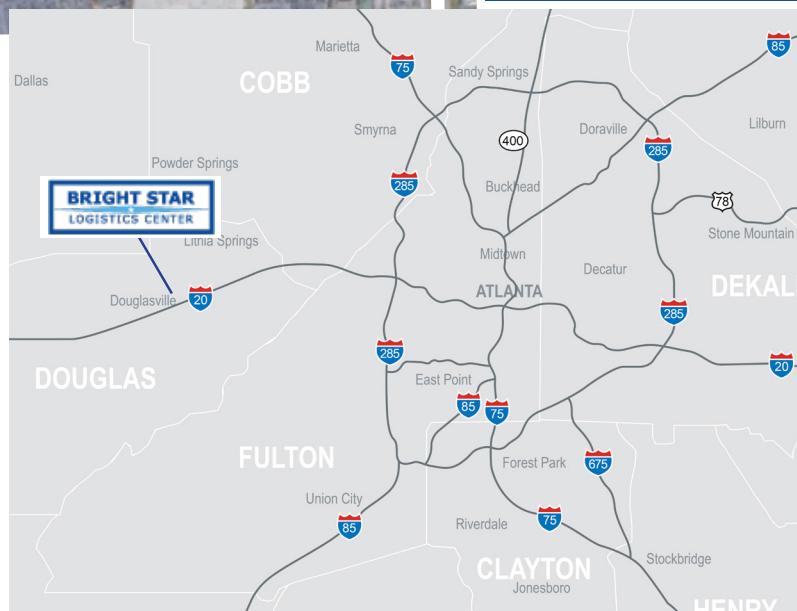 Marietta
75
85
Dallas
COBB
Sandy Springs
Smyrna
400
Doraville
Lilburn
285
285
Powder Springs
Buckhead
78
BRIGHT STAR
LOGISTICS CENTER
Lithia Springs
Stone Mountain
Midtown
Decatur
Douglasville
20
ATLANTA
DEKAL
285
285
DOUGLAS
20
East Point
85
75
FULTON
Forest Park
675
Union City
85
Riverdale
75
CLAYTON
Stockbridge
Jonesboro
HENRY